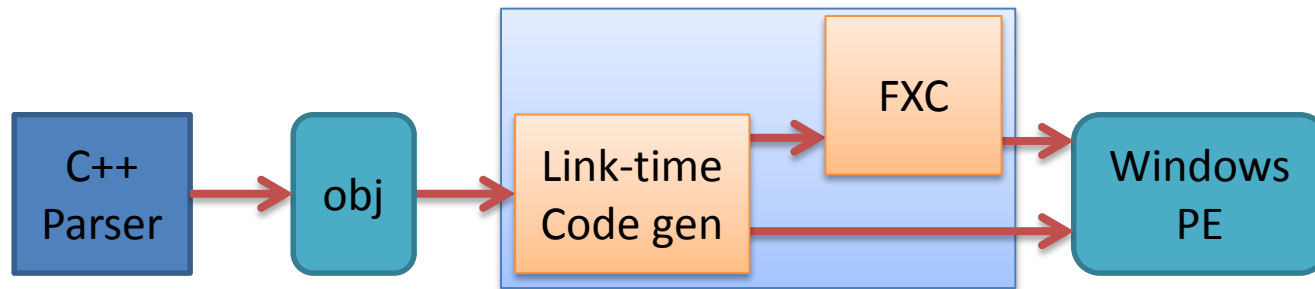 C++
Parser
obj
Link-time
Code gen
FXC
Windows
PE